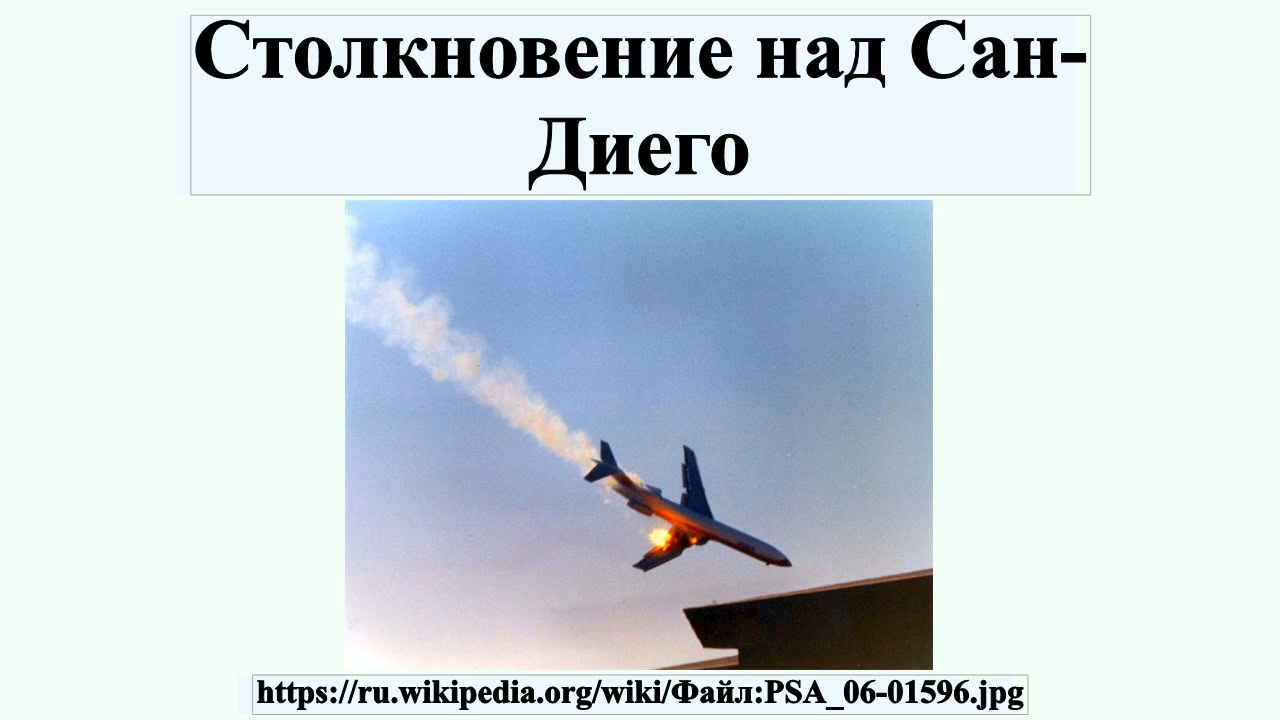 Столкновение над Сан-
Диего
https://ru.wikipedia.org/wiki/Файл:PSA_06-01596.jpg